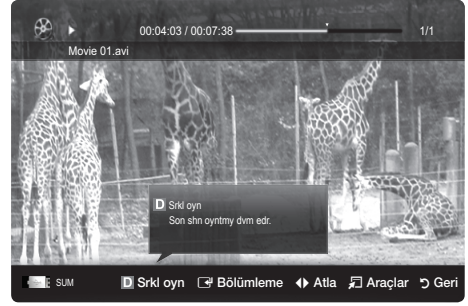 00:04:03 / 00:07:38 1/1
Movie 01.avi
D Srkl oyn
Son shn oyntmy dvm edr.
SUM D Srkl oyn Bölümleme Atla Araçlar Geri